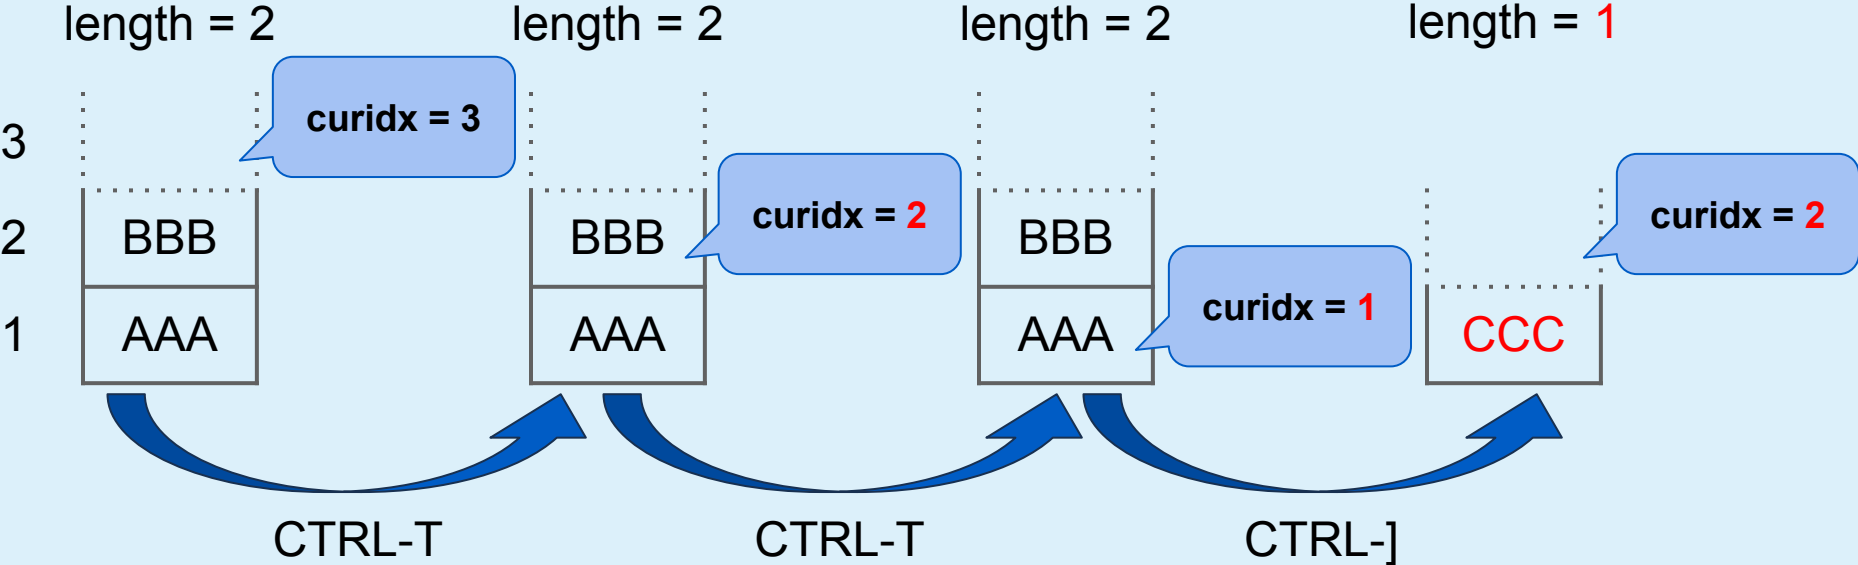 length = 2
length = 2
length = 2
length = 1
curidx = 3
3
curidx = 2
curidx = 2
2
BBB
BBB
BBB
curidx = 1
1
AAA
AAA
AAA
CCC
CTRL-T
CTRL-T
CTRL-]